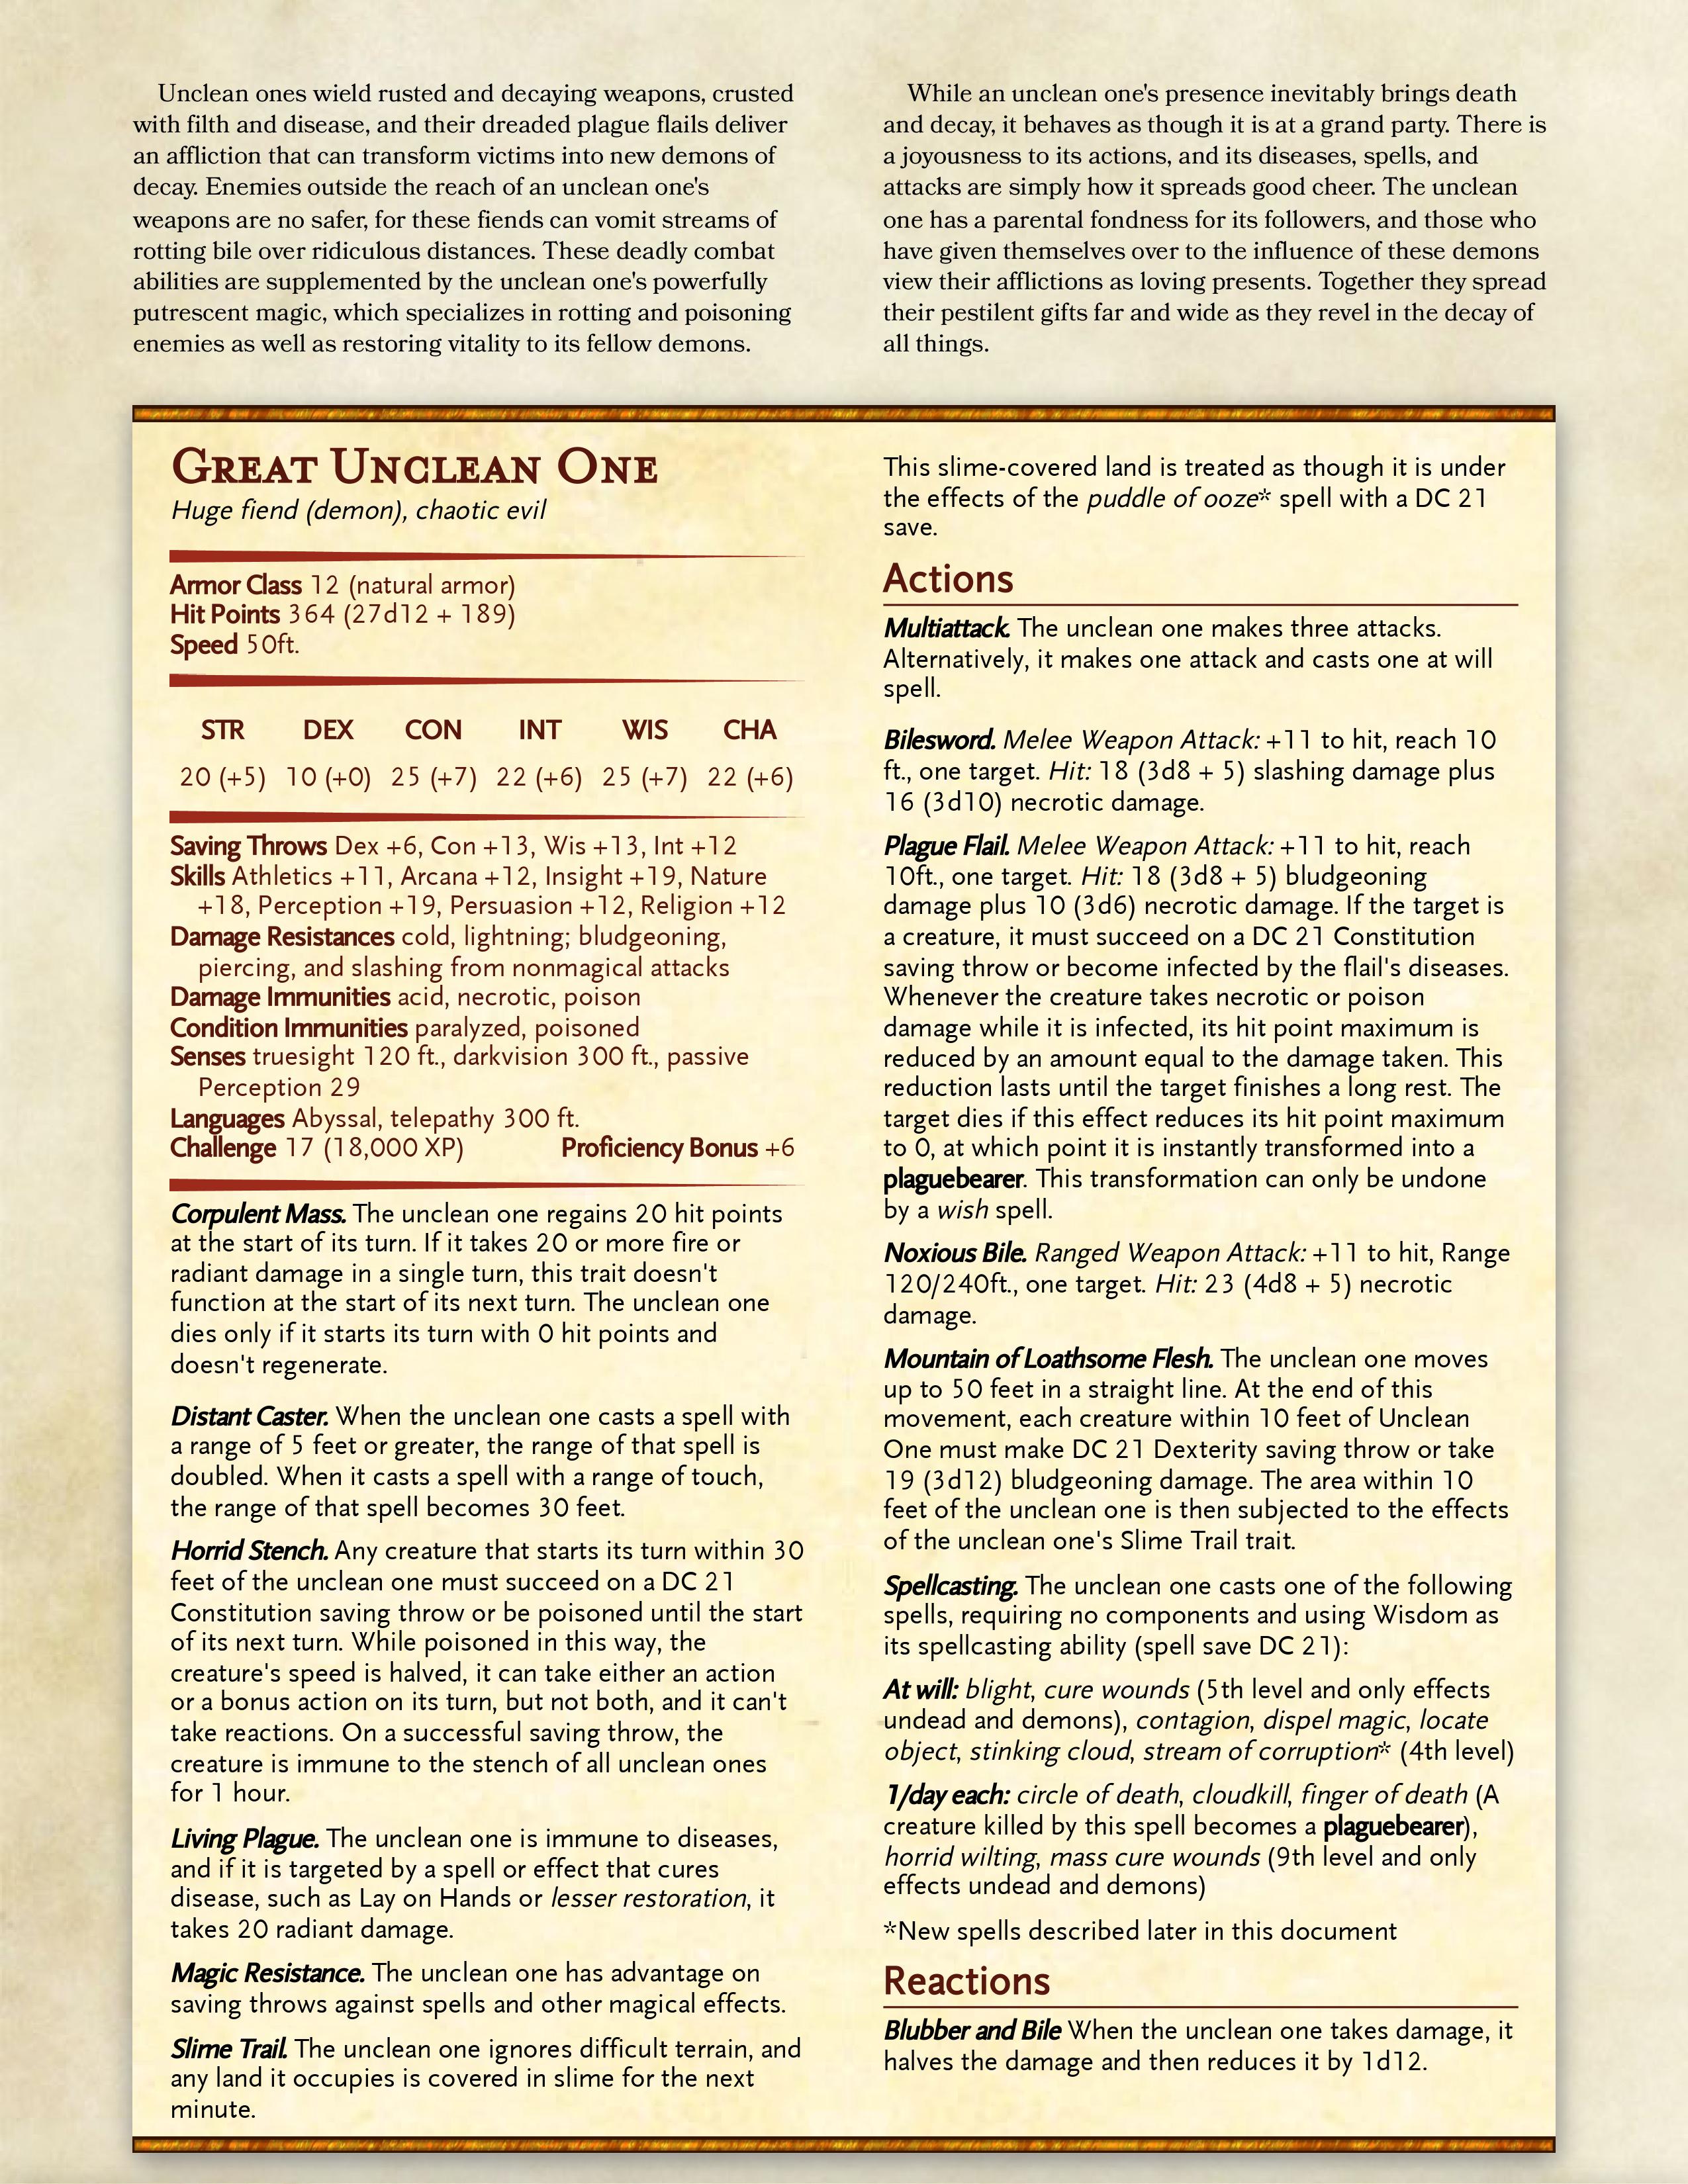 Unclean ones wield rusted and decaying weapons, crusted
with filth and disease, and their dreaded plague flails deliver
an affliction that can transform victims into new demons of
decay. Enemies outside the reach of an unclean one's
weapons are no safer, for these fiends can vomit streams of
rotting bile over ridiculous distances. These deadly combat
abilities are supplemented by the unclean one's powerfully
putrescent magic, which specializes in rotting and poisoning
enemies as well as restoring vitality to its fellow demons.
While an unclean one's presence inevitably brings death
and decay, it behaves as though it is at a grand party. There is
a joyousness to its actions, and its diseases, spells, and
attacks are simply how it spreads good cheer. The unclean
one has a parental fondness for its followers, and those who
have given themselves over to the influence of these demons
view their afflictions as loving presents. Together they spread
their pestilent gifts far and wide as they revel in the decay of
all things.
Great Unclean One
Huge fiend (demon), chaotic evil
Armor Class 12 (natural armor)
Hit Points 364 (27d12 + 189)
Speed 50ft.
STR DEX CON INT WIS CHA
20 (+5) 10 (+0) 25 (+7) 22 (+6) 25 (+7) 22 (+6)
Saving Throws Dex +6, Con +13, Wis +13, Int +12
Skills Athletics +11, Arcana +12, Insight +19, Nature
+18, Perception +19, Persuasion +12, Religion +12
Damage Resistances cold, lightning; bludgeoning,
piercing, and slashing from nonmagical attacks
Damage Immunities acid, necrotic, poison
Condition Immunities paralyzed, poisoned
Senses truesight 120 ft., darkvision 300 ft., passive
Perception 29
Languages Abyssal, telepathy 300 ft.
Challenge 17 (18,000 XP) Proficiency Bonus +6
Corpulent Mass. The unclean one regains 20 hit points
at the start of its turn. If it takes 20 or more fire or
radiant damage in a single turn, this trait doesn't
function at the start of its next turn. The unclean one
dies only if it starts its turn with 0 hit points and
doesn't regenerate.
Distant Caster. When the unclean one casts a spell with
a range of 5 feet or greater, the range of that spell is
doubled. When it casts a spell with a range of touch,
the range of that spell becomes 30 feet.
Horrid Stench. Any creature that starts its turn within 30
feet of the unclean one must succeed on a DC 21
Constitution saving throw or be poisoned until the start
of its next turn. While poisoned in this way, the
creature's speed is halved, it can take either an action
or a bonus action on its turn, but not both, and it can't
take reactions. On a successful saving throw, the
creature is immune to the stench of all unclean ones
for 1 hour.
Living Plague. The unclean one is immune to diseases,
and if it is targeted by a spell or effect that cures
disease, such as Lay on Hands or lesser restoration, it
takes 20 radiant damage.
Magic Resistance. The unclean one has advantage on
saving throws against spells and other magical effects.
Slime Trail. The unclean one ignores difficult terrain, and
any land it occupies is covered in slime for the next
minute.
This slime-covered land is treated as though it is under
the effects of the puddle of ooze* spell with a DC 21
save.
Actions
Multiattack. The unclean one makes three attacks.
Alternatively, it makes one attack and casts one at will
spell.
Bilesword. Melee Weapon Attack: +11 to hit, reach 10
ft., one target. Hit: 18 (3d8 + 5) slashing damage plus
16 (3d10) necrotic damage.
Plague Flail. Melee Weapon Attack: +11 to hit, reach
10ft., one target. Hit: 18 (3d8 + 5) bludgeoning
damage plus 10 (3d6) necrotic damage. If the target is
a creature, it must succeed on a DC 21 Constitution
saving throw or become infected by the flail's diseases.
Whenever the creature takes necrotic or poison
damage while it is infected, its hit point maximum is
reduced by an amount equal to the damage taken. This
reduction lasts until the target finishes a long rest. The
target dies if this effect reduces its hit point maximum
to 0, at which point it is instantly transformed into a
plaguebearer. This transformation can only be undone
by a wish spell.
Noxious Bile. Ranged Weapon Attack: +11 to hit, Range
120/240ft., one target. Hit: 23 (4d8 + 5) necrotic
damage.
Mountain of Loathsome Flesh. The unclean one moves
up to 50 feet in a straight line. At the end of this
movement, each creature within 10 feet of Unclean
One must make DC 21 Dexterity saving throw or take
19 (3d12) bludgeoning damage. The area within 10
feet of the unclean one is then subjected to the effects
of the unclean one's Slime Trail trait.
Spellcasting. The unclean one casts one of the following
spells, requiring no components and using Wisdom as
its spellcasting ability (spell save DC 21):
At will: blight, cure wounds (5th level and only effects
undead and demons), contagion, dispel magic, locate
object, stinking cloud, stream of corruption* (4th level)
1/day each: circle of death, cloudkill, finger of death (A
creature killed by this spell becomes a plaguebearer),
horrid wilting, mass cure wounds (9th level and only
effects undead and demons)
*New spells described later in this document
Reactions
Blubber and Bile When the unclean one takes damage, it
halves the damage and then reduces it by 1d12.